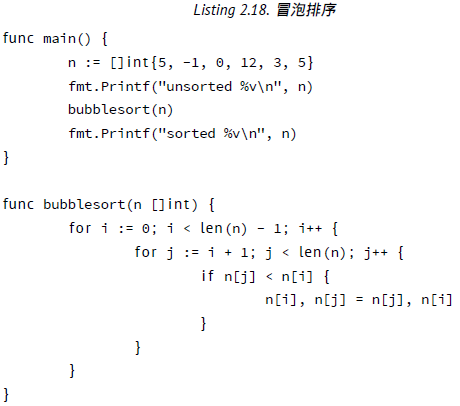 Listing 2.18. 冒泡排序
func main() {
        n := []int{5, -1, 0, 12, 3, 5}
        fmt.Printf("unsorted %v\n", n)
        bubblesort(n)
        fmt.Printf("sorted %v\n", n)
}

func bubblesort(n []int) {
        for i := 0; i < len(n) - 1; i++ {
                for j := i + 1; j < len(n); j++ {
                        if n[j] < n[i] {
                                n[i], n[j] = n[j], n[i]
                        }
                }
        }
}